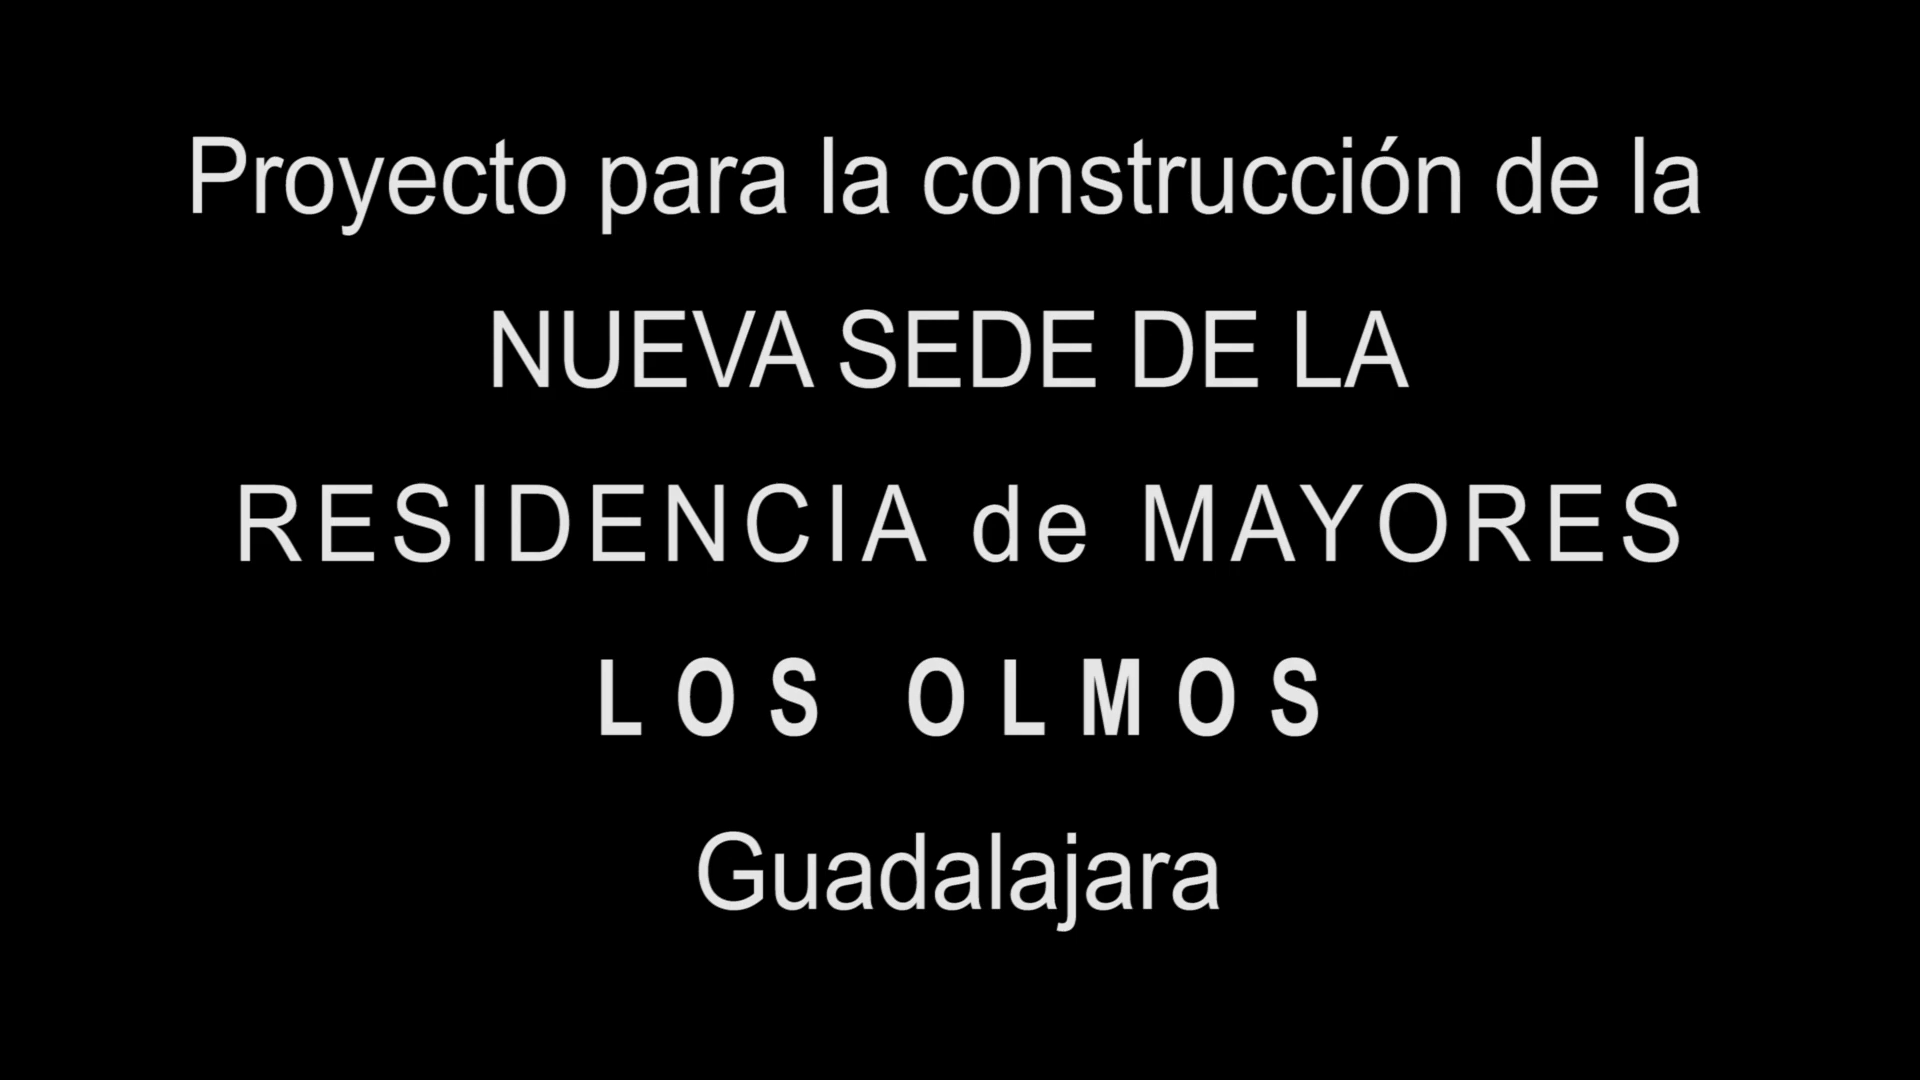 Proyecto para la construcción de la
NUEVA SEDE DE LA
RESIDENCIA de MAYORES
LOS OLMOS
Guadalajara